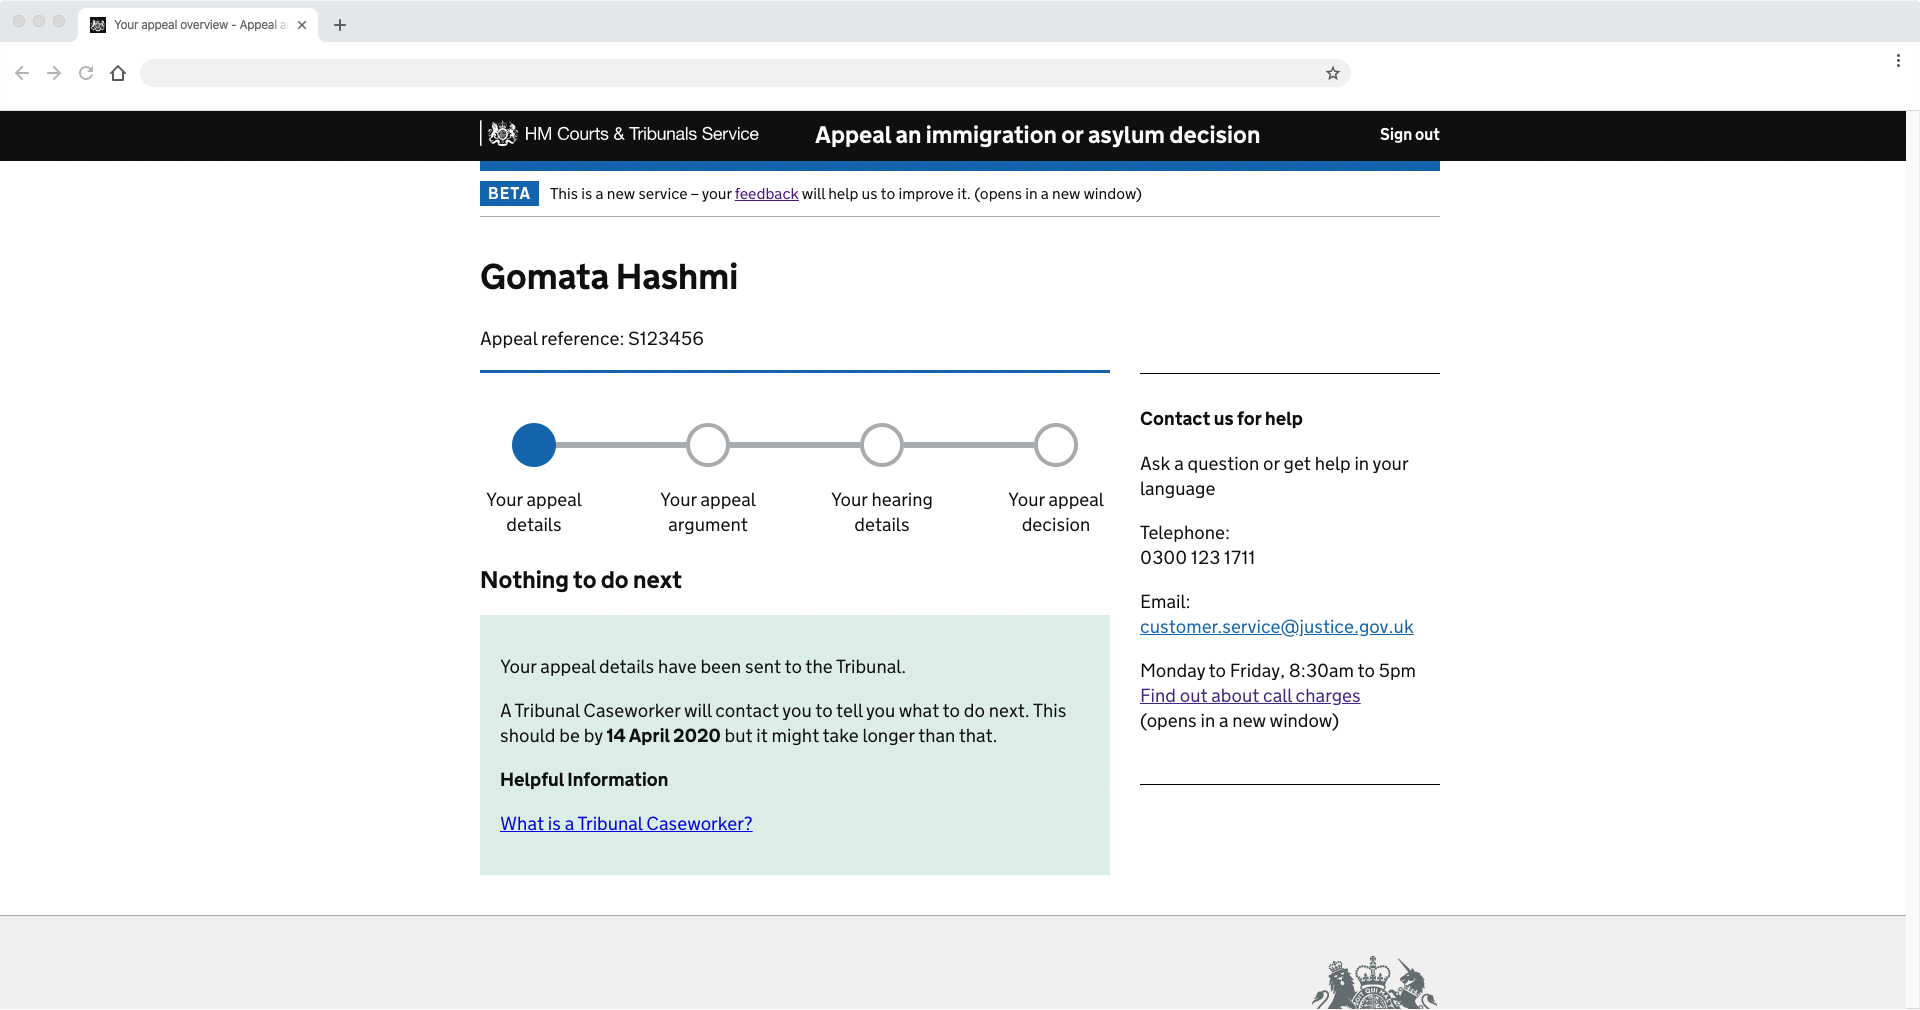 Your appeal overview - Appeal a
HM Courts & Tribunals Service
Appeal an immigration or asylum decision
Sign out
BETA
This is a new service – your feedback will help us to improve it. (opens in a new window)
Gomata Hashmi
Appeal reference: S123456
Your appeal
details
Your appeal
argument
Your hearing
details
Your appeal
decision
Nothing to do next
Your appeal details have been sent to the Tribunal.
A Tribunal Caseworker will contact you to tell you what to do next. This
should be by 14 April 2020 but it might take longer than that.
Helpful Information
What is a Tribunal Caseworker?
Contact us for help
Ask a question or get help in your
language
Telephone:
0300 123 1711
Email:
customer.service@justice.gov.uk
Monday to Friday, 8:30am to 5pm
Find out about call charges
(opens in a new window)